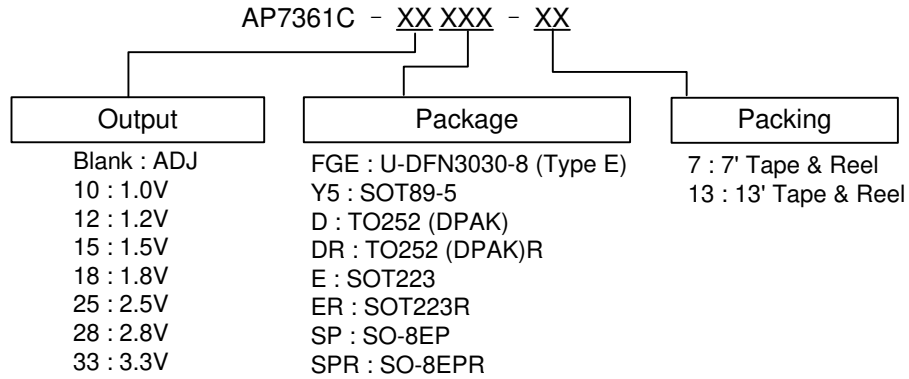 AP7361C – XX XXX – XX
Output
Blank : ADJ
10 : 1.0V
12 : 1.2V
15 : 1.5V
18 : 1.8V
25 : 2.5V
28 : 2.8V
33 : 3.3V
Package
FGE : U-DFN3030-8 (Type E)
Y5 : SOT89-5
D : TO252 (DPAK)
DR : TO252 (DPAK)R
E : SOT223
ER : SOT223R
SP : SO-8EP
SPR : SO-8EPR
Packing
7 : 7' Tape & Reel
13 : 13' Tape & Reel